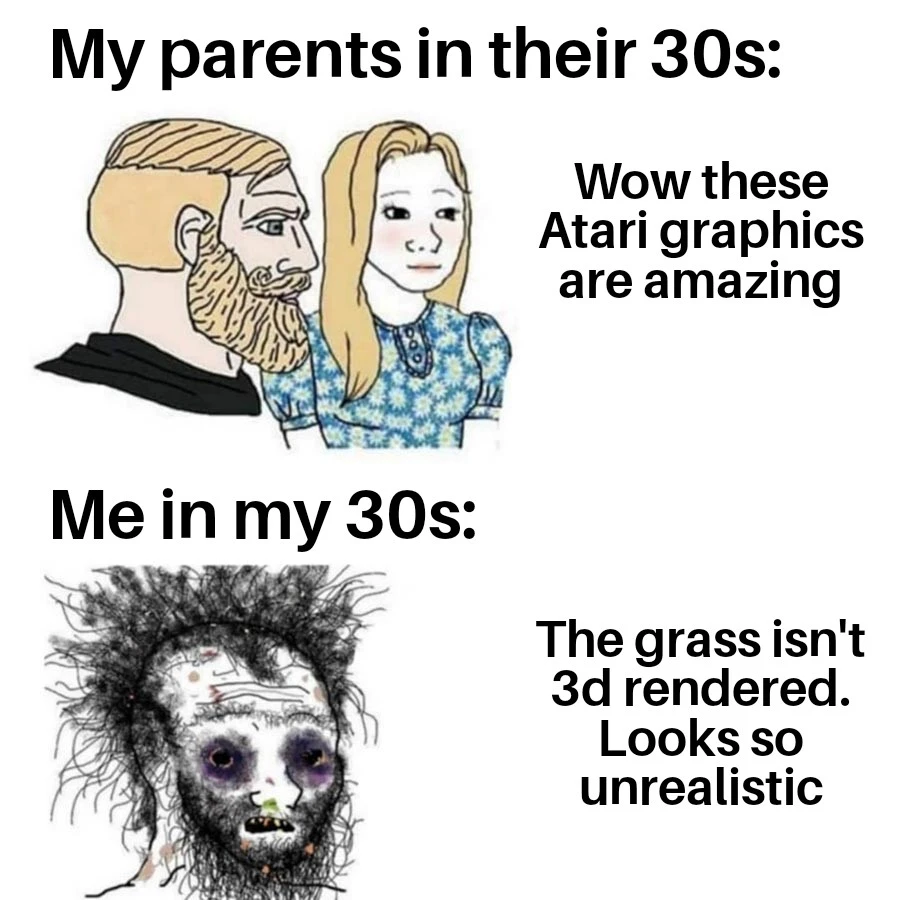 My parents in their 30s:
Wow these
Atari graphics
are amazing
Me in my 30s:
The grass isn't
3d rendered.
Looks so
unrealistic